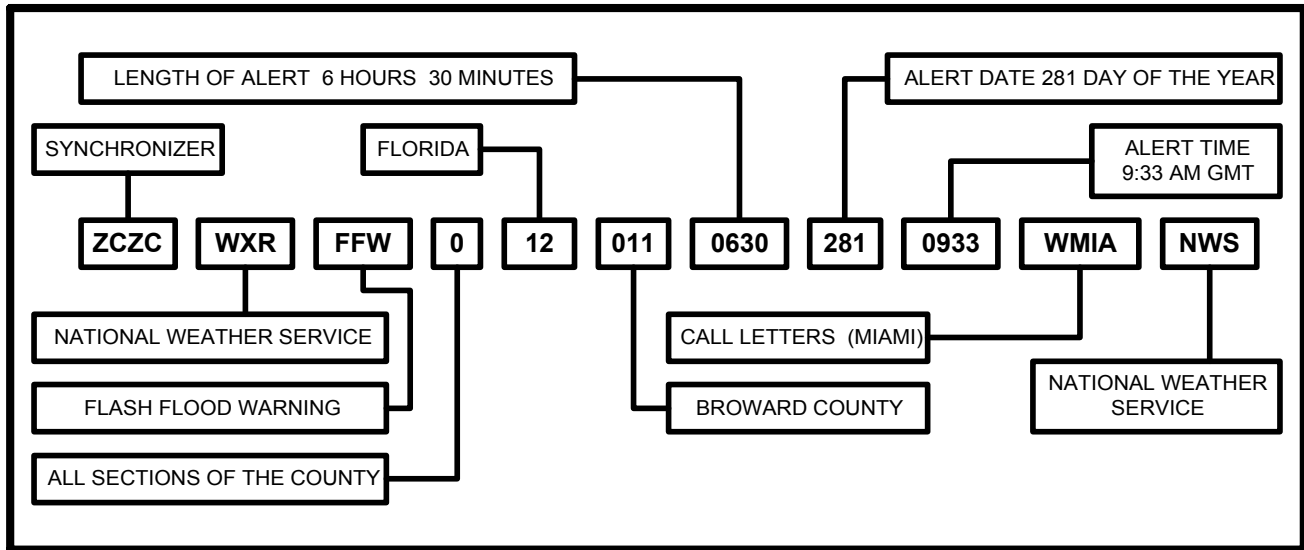 LENGTH OF ALERT 6 HOURS 30 MINUTES
ALERT DATE 281 DAY OF THE YEAR
SYNCHRONIZER
FLORIDA
ALERT TIME
9:33 AM GMT
ZCZC WXR FFW 0 12 011 0630 281 0933 WMIA NWS
NATIONAL WEATHER SERVICE
CALL LETTERS (MIAMI)
NATIONAL WEATHER
SERVICE
FLASH FLOOD WARNING
BROWARD COUNTY
ALL SECTIONS OF THE COUNTY